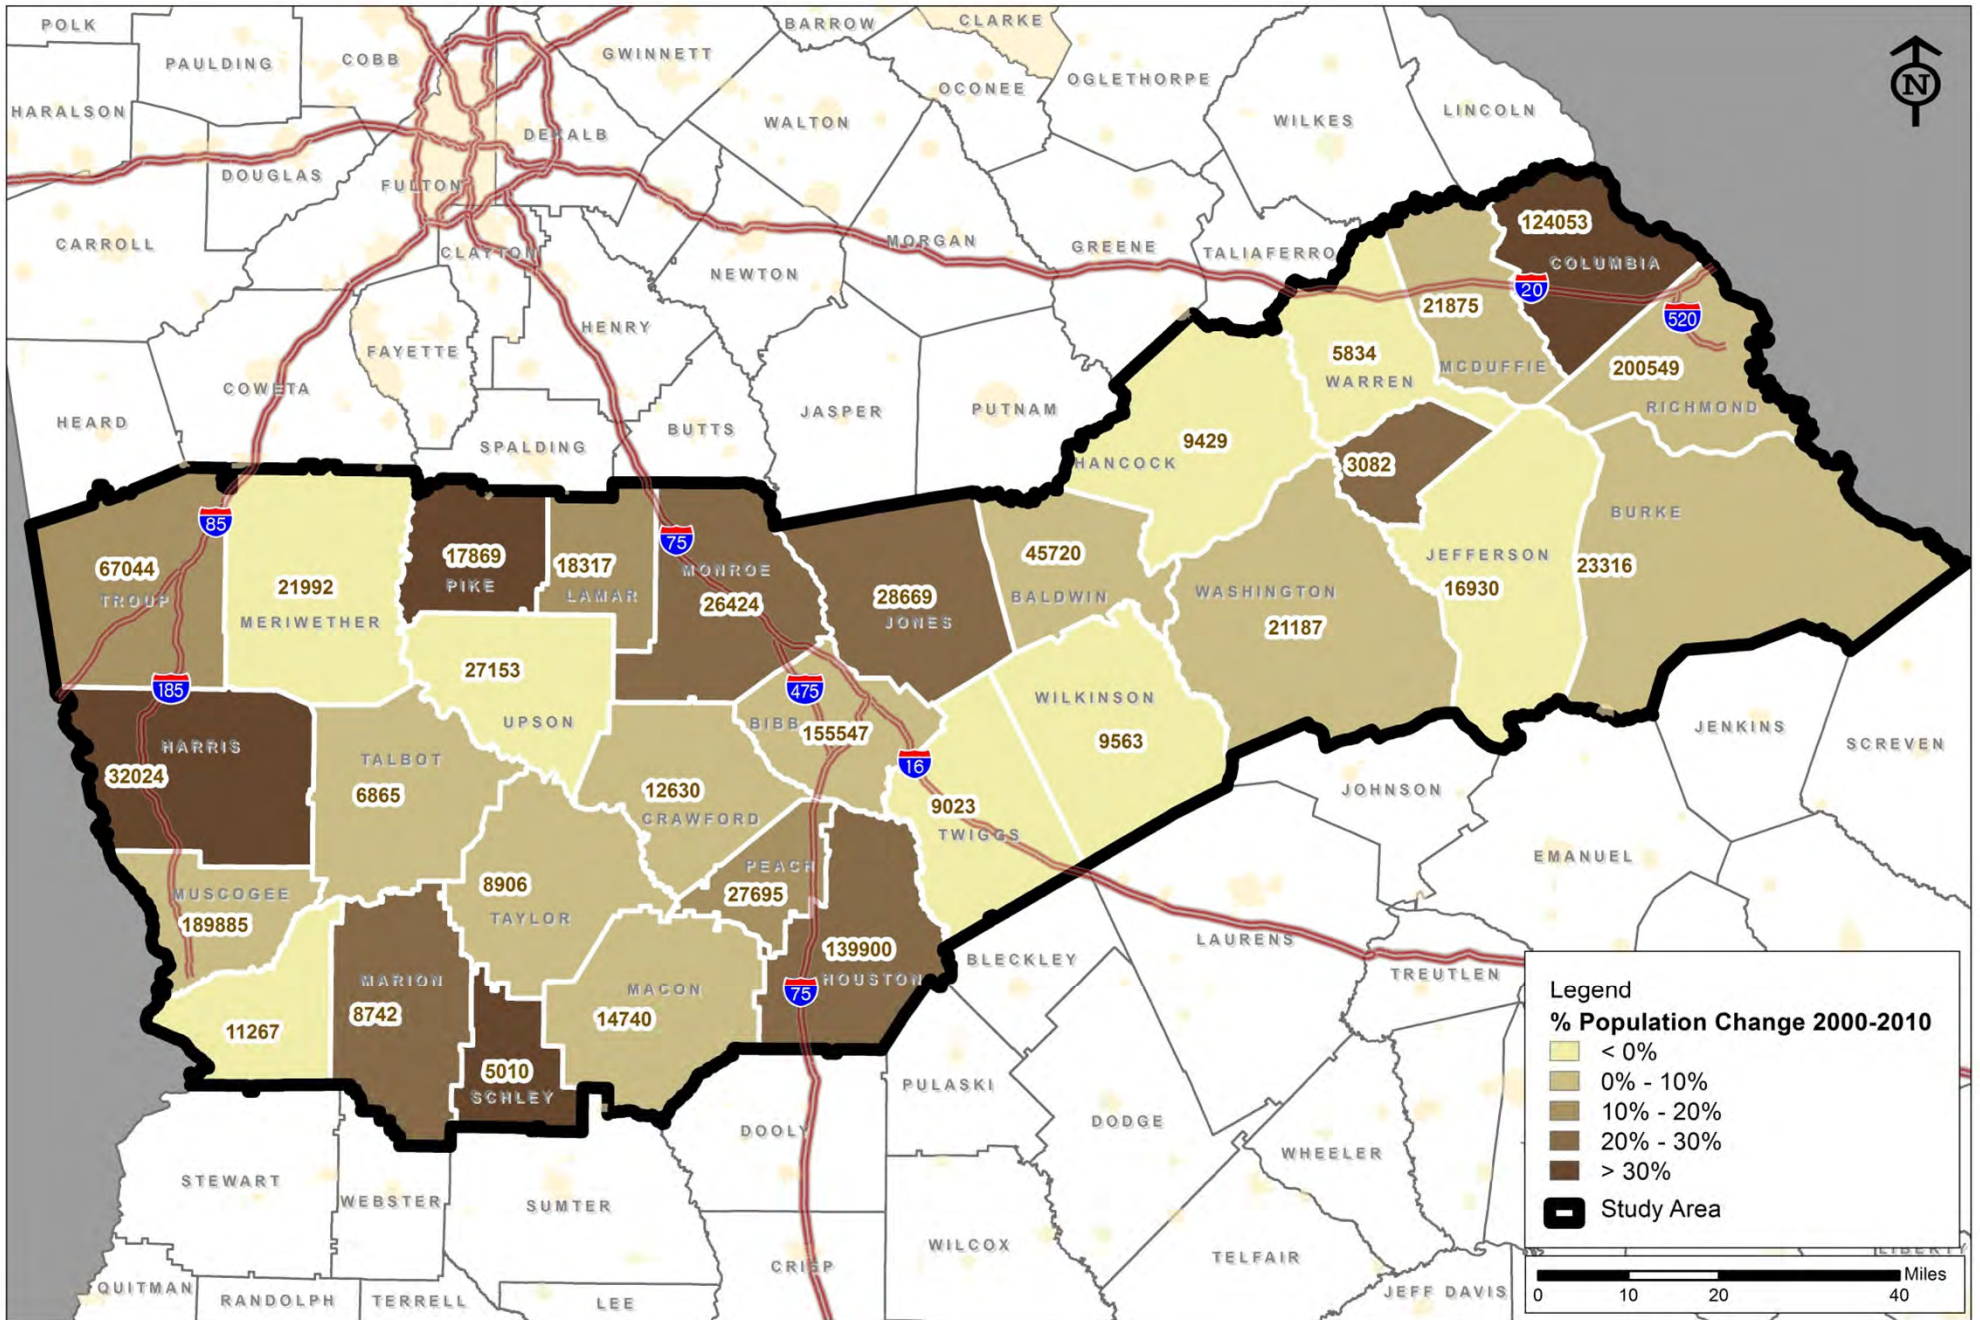 POLK
PAULDING
COBB
GWINNETT
BARROW
CLARKE
HARALSON
DEKALB
WALTON
OCONEE
OGLETHORPE
WILKES
LINCOLN
N
DOUGLAS
FULTON
CARROLL
CLAYTON
NEWTON
MORGAN
GREENE
TALIAFERRO
124053
COLUMBIA
20
520
21875
MCDUFFIE
200549
RICHMOND
HENRY
FAYETTE
COWETA
HEARD
SPALDING
BUTTS
JASPER
PUTNAM
5834
WARREN
9429
HANCOCK
3082
BURKE
23316
JEFFERSON
16930
WASHINGTON
21187
45720
BALDWIN
28669
JONES
75
MONROE
26424
18317
LAMAR
17869
PIKE
21992
MERIWETHER
85
67044
TROUP
185
27153
UPSON
475
BIBB
155547
16
WILKINSON
9563
9023
TWIGGS
HARRIS
32024
TALBOT
6865
12630
CRAWFORD
PEACH
27695
8906
TAYLOR
MUSCOGEE
189885
11267
MARION
8742
5010
SCHLEY
MACON
14740
139900
HOUSTON
75
JENKINS
SCREVEN
JOHNSON
EMANUEL
LAURENS
TREUTLEN
BLECKLEY
PULASKI
DODGE
WHEELER
DOOLY
STEWART
WEBSTER
SUMTER
WILCOX
TELFAIR
CRISP
QUITMAN
RANDOLPH
TERRELL
LEE
JEFF DAVIS
LIBERTY
Legend
% Population Change 2000-2010
< 0%
0% - 10%
10% - 20%
20% - 30%
> 30%
Study Area
Miles
0 10 20 40